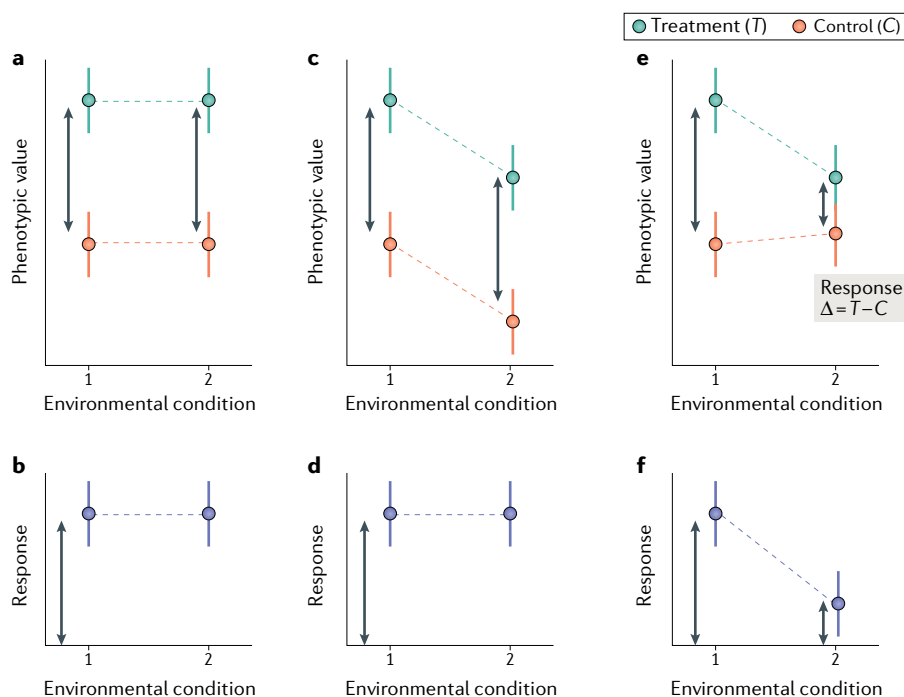 Treatment (T) Control (C)
a
Phenotypic value
1 2
Environmental condition
c
Phenotypic value
1 2
Environmental condition
e
Phenotypic value
Response
Δ = T – C
1 2
Environmental condition
b
Response
1 2
Environmental condition
d
Response
1 2
Environmental condition
f
Response
1 2
Environmental condition